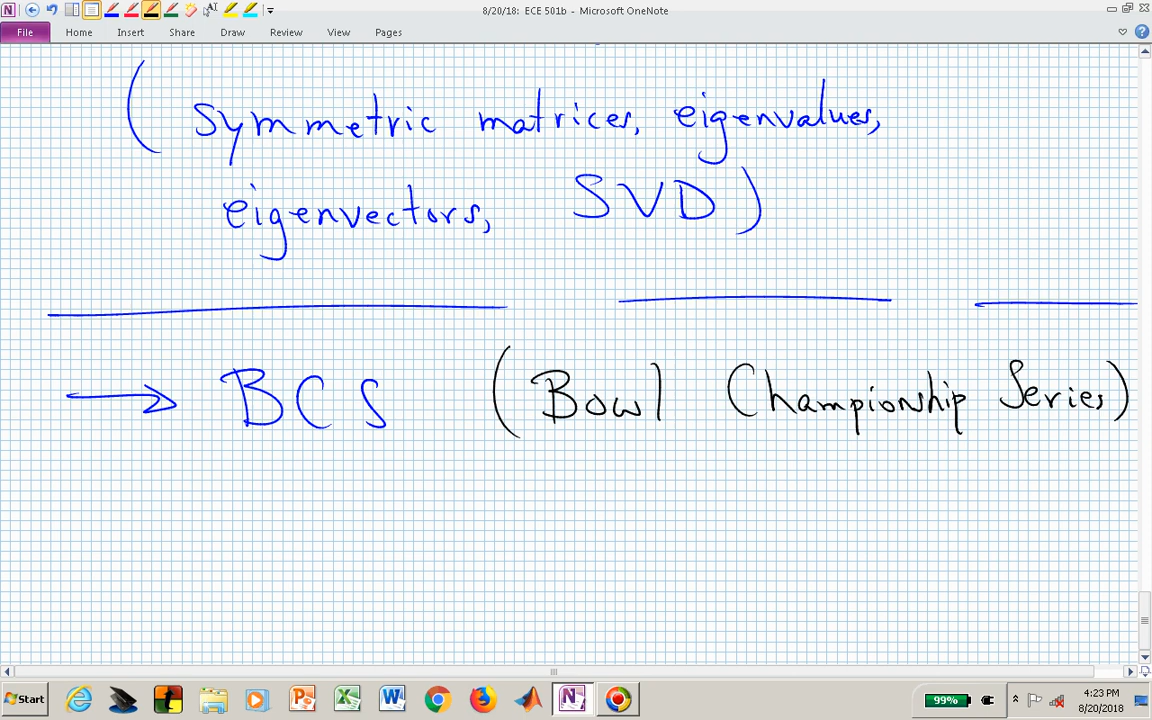 8/20/18: ECE 501b - Microsoft OneNote
File Home Insert Share Draw Review View Pages
( symmetric matrices, eigenvalues,
eigenvectors, SVD )
→ BCS ( Bowl Championship Series )
Start 99% 4:23 PM
8/20/2018